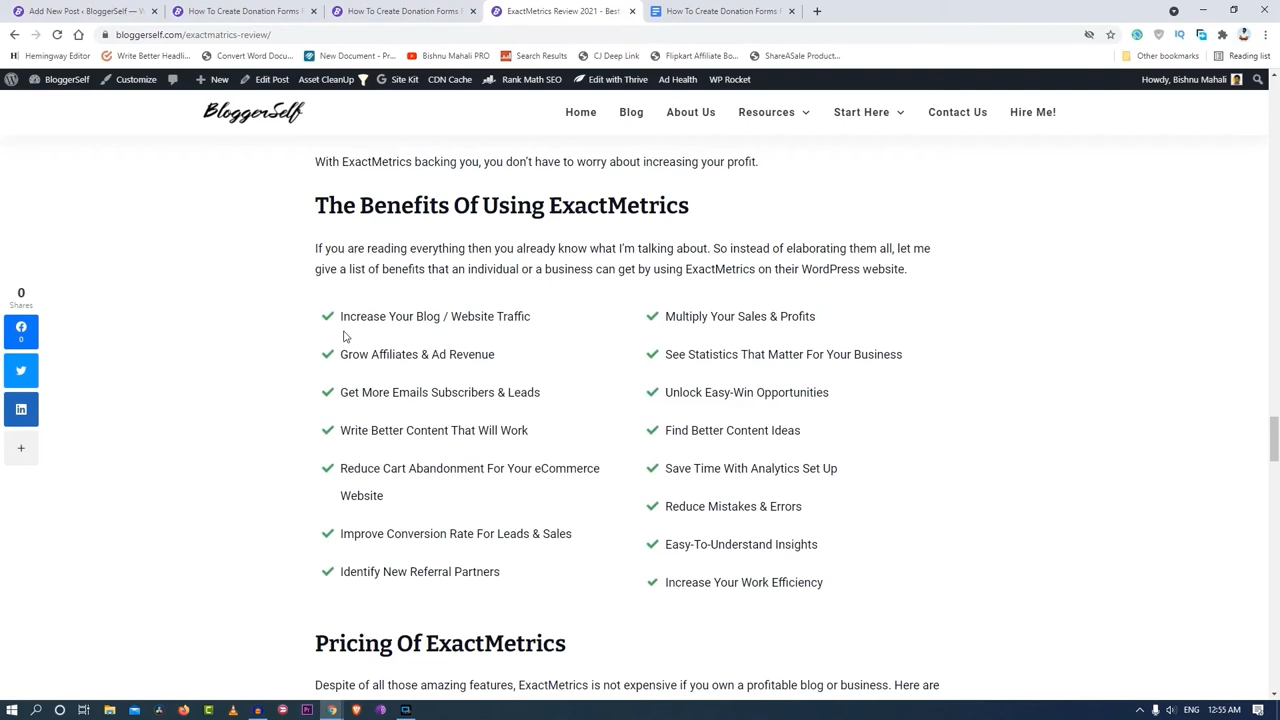 Add New Post ‹ BloggerSelf — W
How To Create Donation Forms
How To Create Donation Forms
ExactMetrics Review 2021 - Best
How To Create Donation Forms
bloggerself.com/exactmatrics-review/
Hemingway Editor
Write Better Headli...
Convert Word Docu...
New Document - Pr...
Bishnu Mahali PRO
Search Results
CJ Deep Link
Flipkart Affiliate Bo...
ShareASale Product...
Other bookmarks
Reading list
BloggerSelf
Customize
New
Edit Post
Asset CleanUp
Site Kit
CDN Cache
Rank Math SEO
Edit with Thrive
Ad Health
WP Rocket
Howdy, Bishnu Mahali
BloggerSelf
Home
Blog
About Us
Resources
Start Here
Contact Us
Hire Me!
With ExactMetrics backing you, you don’t have to worry about increasing your profit.
The Benefits Of Using ExactMetrics
If you are reading everything then you already know what I’m talking about. So instead of elaborating them all, let me
give a list of benefits that an individual or a business can get by using ExactMetrics on their WordPress website.
0
Shares
0
Increase Your Blog / Website Traffic
Grow Affiliates & Ad Revenue
Get More Emails Subscribers & Leads
Write Better Content That Will Work
Reduce Cart Abandonment For Your eCommerce
Website
Improve Conversion Rate For Leads & Sales
Identify New Referral Partners
Multiply Your Sales & Profits
See Statistics That Matter For Your Business
Unlock Easy-Win Opportunities
Find Better Content Ideas
Save Time With Analytics Set Up
Reduce Mistakes & Errors
Easy-To-Understand Insights
Increase Your Work Efficiency
Pricing Of ExactMetrics
Despite of all those amazing features, ExactMetrics is not expensive if you own a profitable blog or business. Here are
ENG
12:55 AM